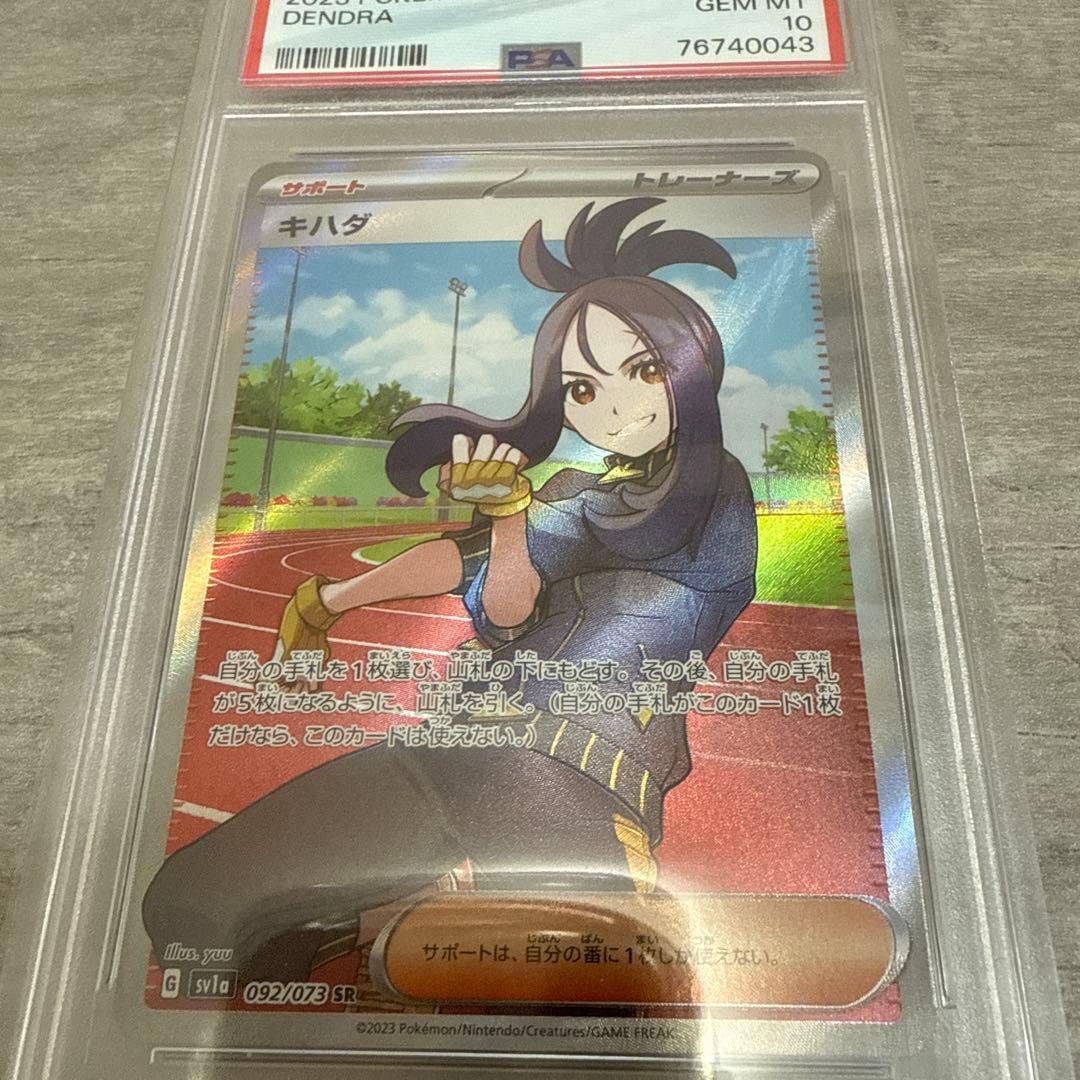 DENDRA
GEM MT
10
PSA
76740043
サポート
トレーナーズ
キハダ
自分の手札を1枚選び、山札の下にもどす。その後、自分の手札
が5枚になるように、山札を引く。(自分の手札がこのカード1枚
だけなら、このカードは使えない。)
サポートは、自分の番に1枚しか使えない。
illus. yuu
G sv1a 092/073 SR
©2023 Pokémon/Nintendo/Creatures/GAME FREAK.